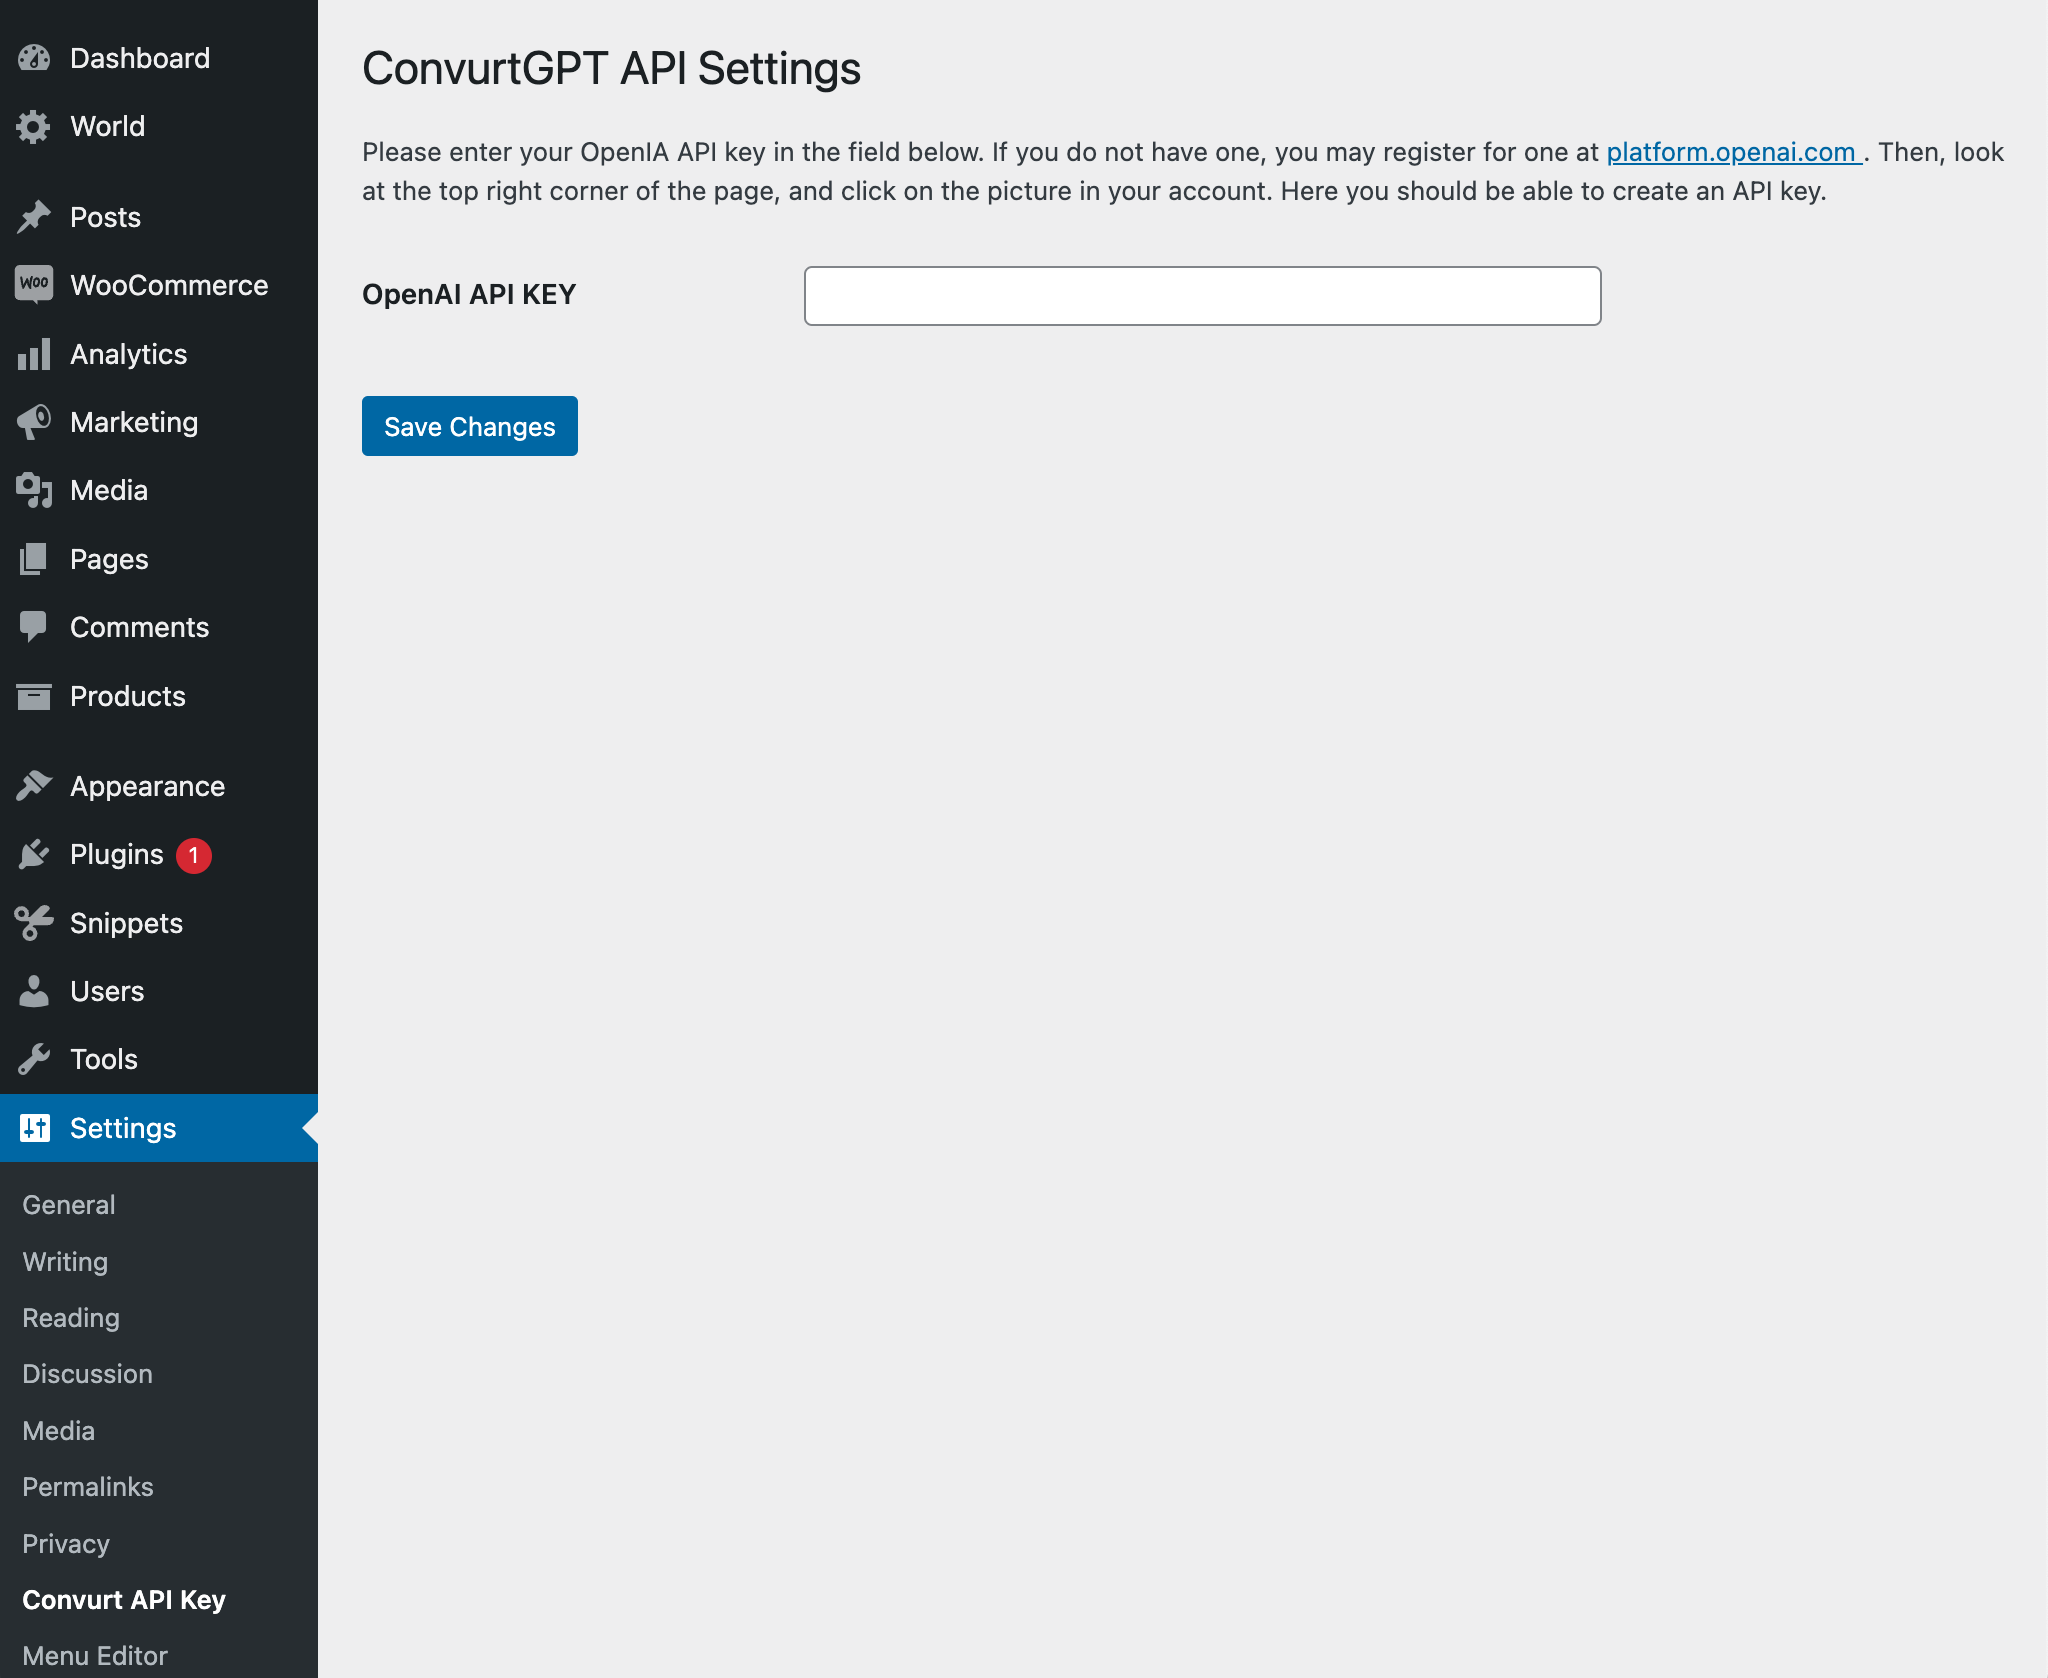 Dashboard
World
Posts
Woo
WooCommerce
Analytics
Marketing
Media
Pages
Comments
Products
Appearance
Plugins 1
Snippets
Users
Tools
Settings
General
Writing
Reading
Discussion
Media
Permalinks
Privacy
Convurt API Key
Menu Editor
ConvurtGPT API Settings
Please enter your OpenIA API key in the field below. If you do not have one, you may register for one at platform.openai.com . Then, look
at the top right corner of the page, and click on the picture in your account. Here you should be able to create an API key.
OpenAI API KEY
Save Changes